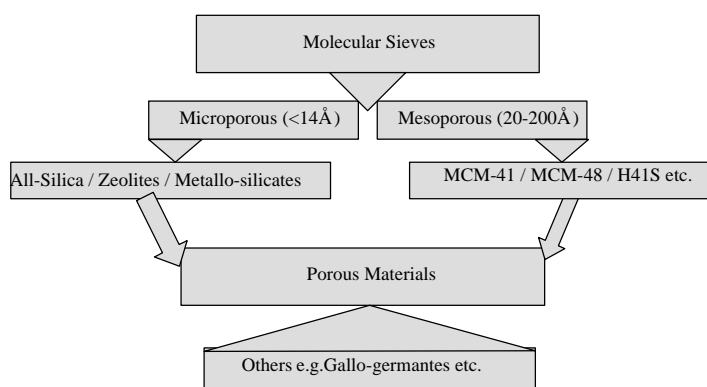 Molecular Sieves
Microporous (<14Å)
Mesoporous (20-200Å)
All-Silica / Zeolites / Metallo-silicates
MCM-41 / MCM-48 / H41S etc.
Porous Materials
Others e.g.Gallo-germantes etc.